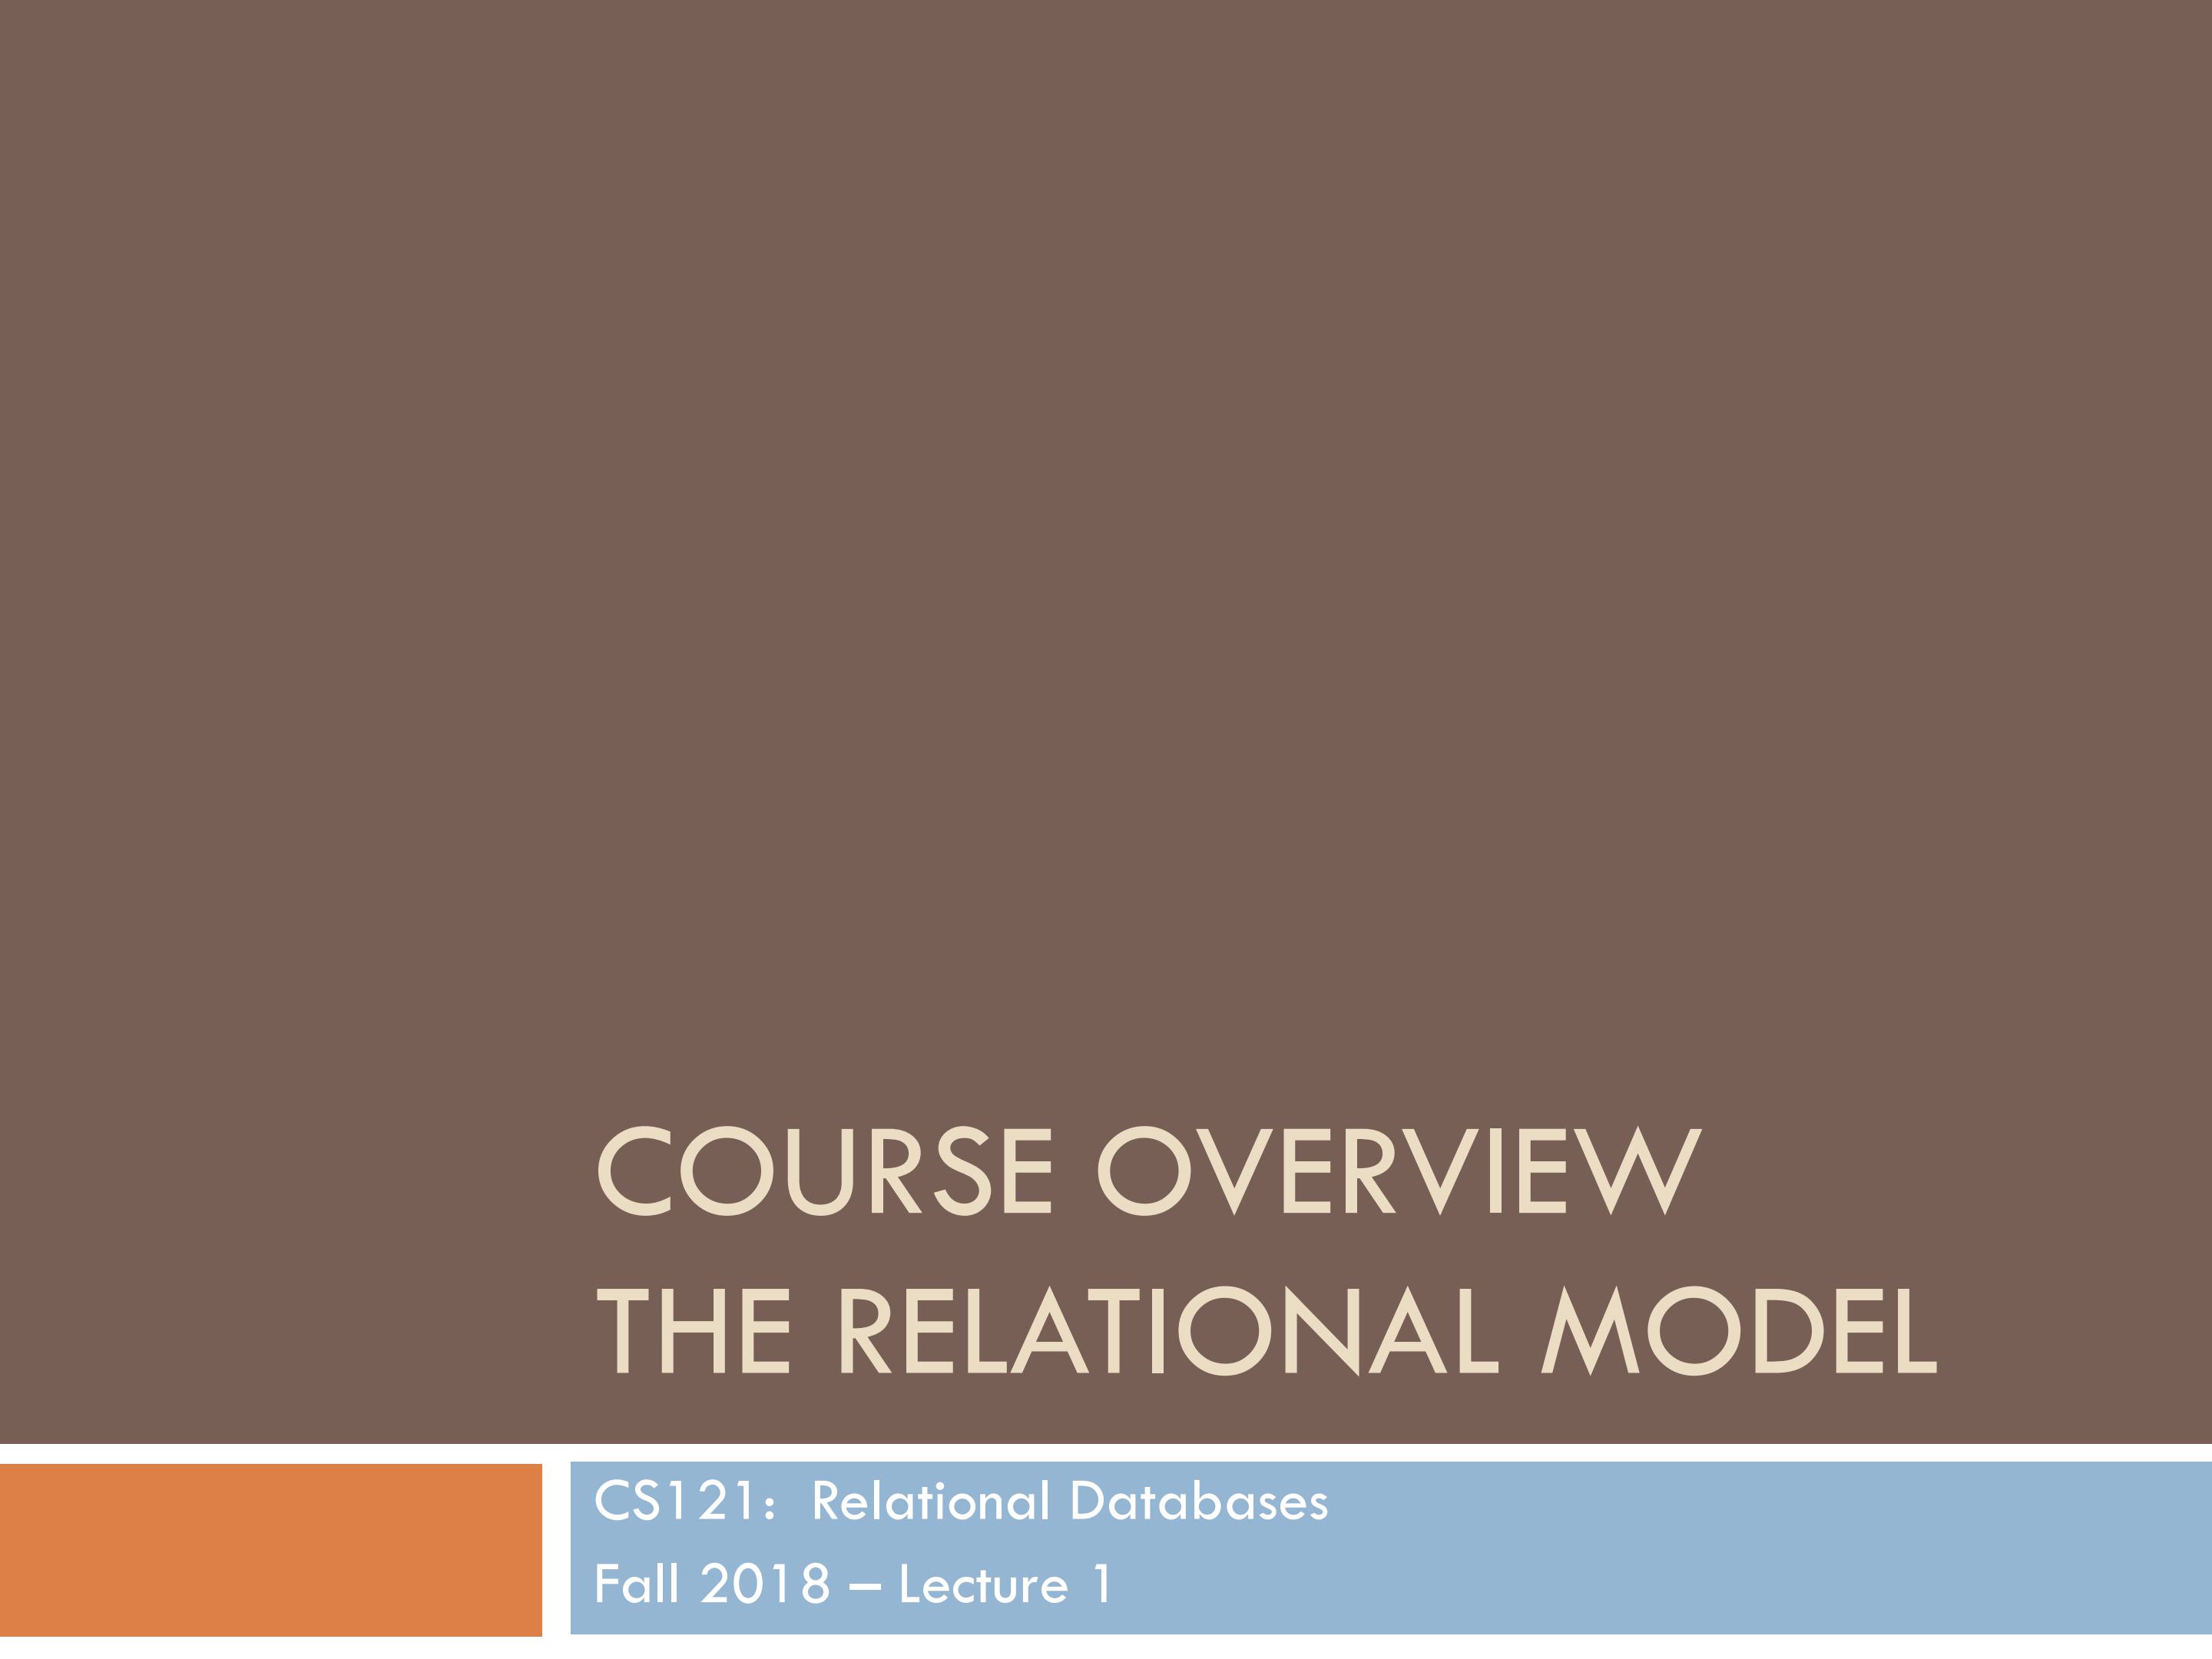 COURSE OVERVIEW
THE RELATIONAL MODEL
CS121: Relational Databases
Fall 2018 – Lecture 1